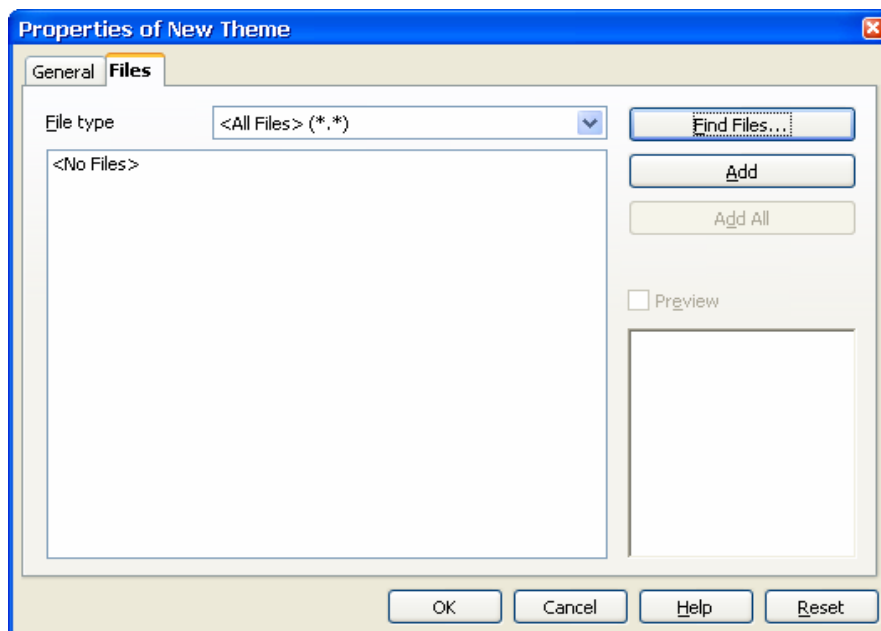 Properties of New Theme
General Files
File type <All Files> (*.*) Find Files...
<No Files>
Add
Add All
Preview
OK Cancel Help Reset